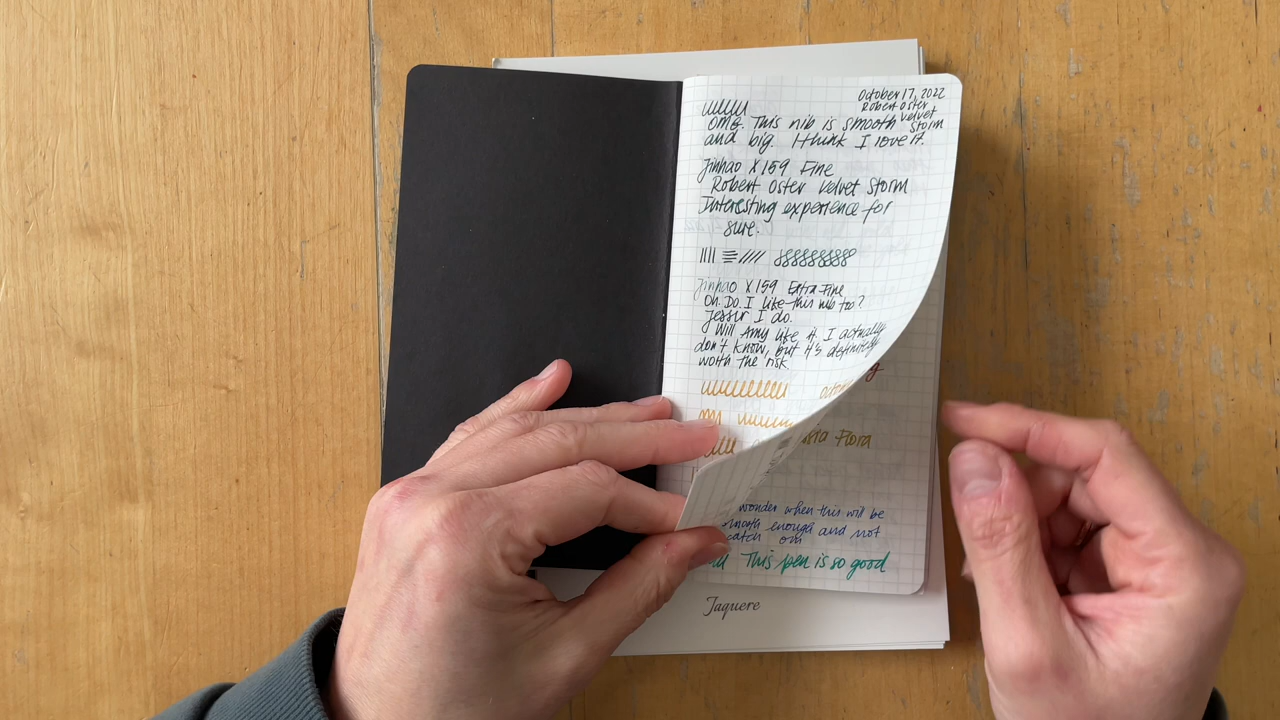 October 17, 2022
Robert Oster
Velvet
Storm
OMG. This nib is smooth
and big. I think I love it.
Jinhao X159 Fine
Robert Oster Velvet Storm
Interesting experience for
sure.
Jinhao X159 Extra Fine
Oh. Do. I like this nib too?
Yessir I do.
Will Amy like it. I actually
don't know, but it's definitely
worth the risk.
Flora
wonder when this will be
smooth enough and not
catch on
This pen is so good
Jaquere